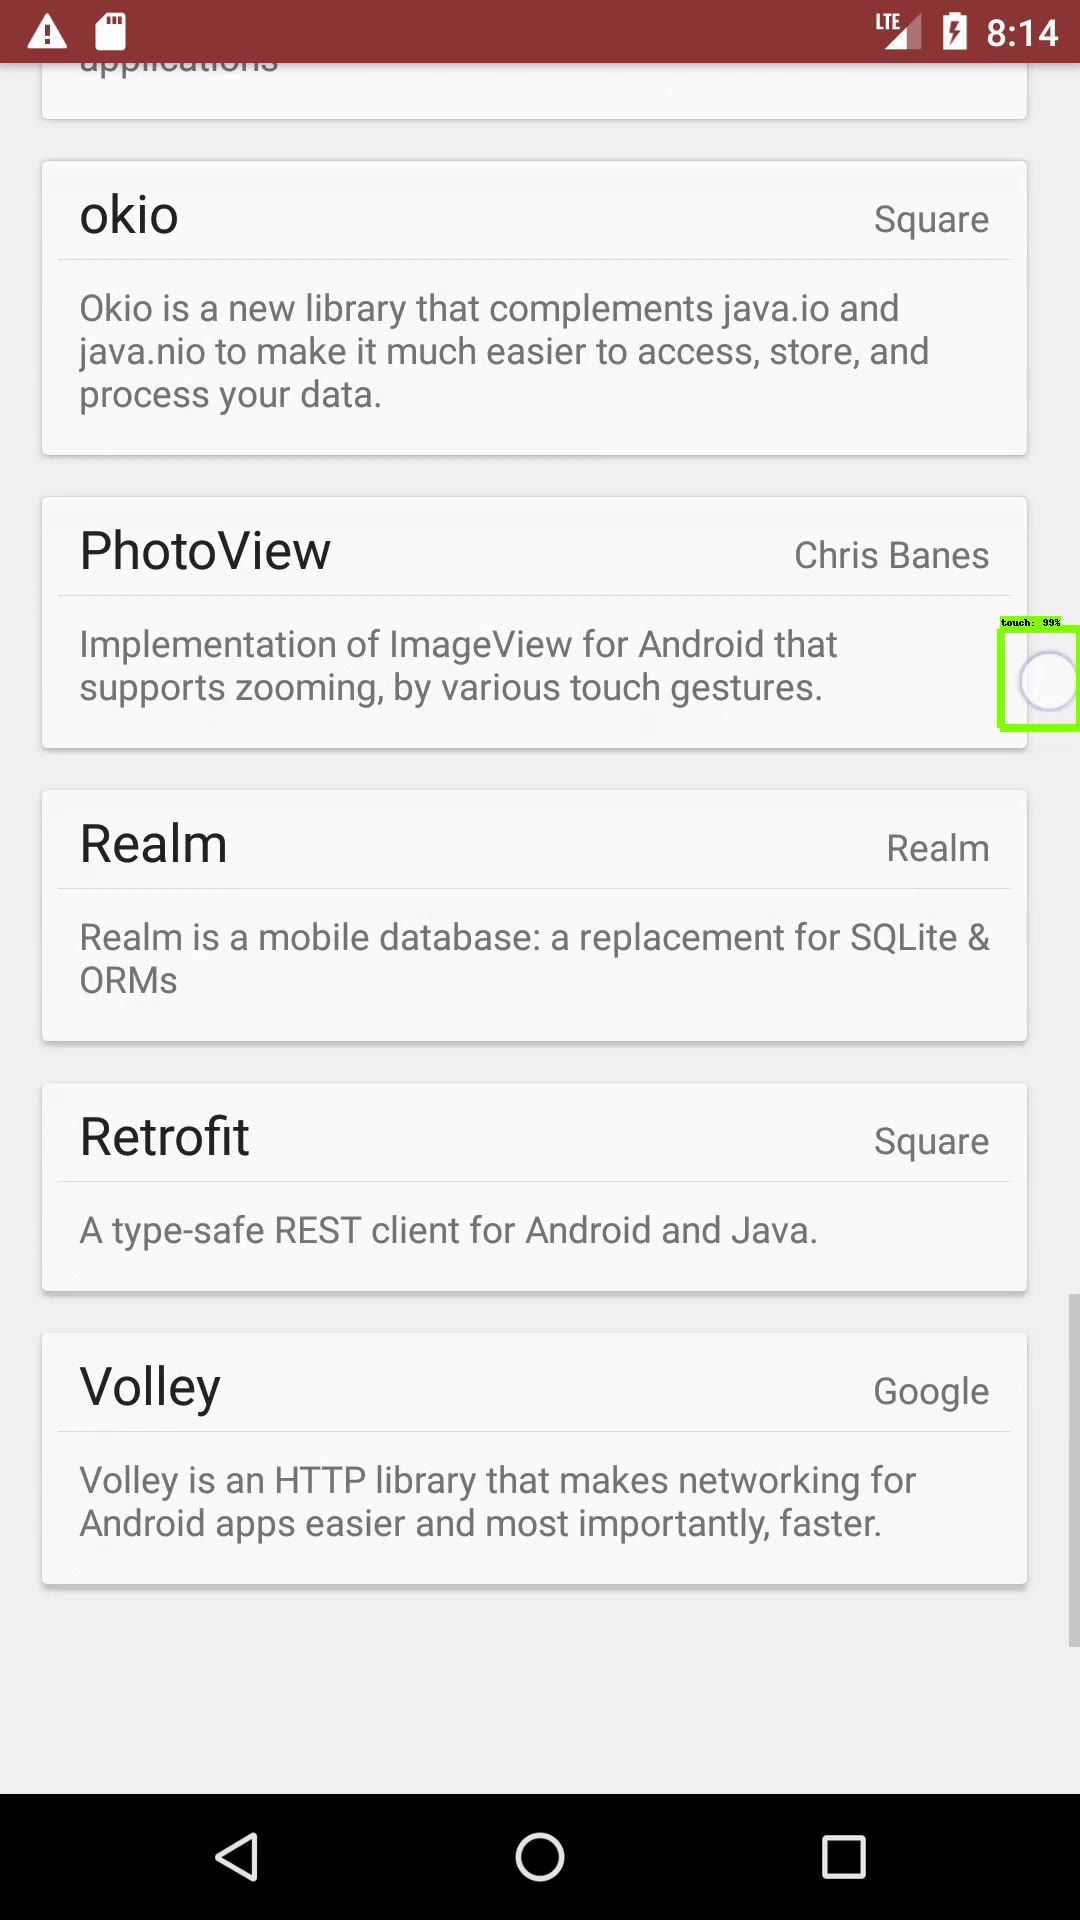 LTE 8:14
applications
okio Square
Okio is a new library that complements java.io and
java.nio to make it much easier to access, store, and
process your data.
PhotoView Chris Banes
Implementation of ImageView for Android that
supports zooming, by various touch gestures.
touch: 99%
Realm Realm
Realm is a mobile database: a replacement for SQLite &
ORMs
Retrofit Square
A type-safe REST client for Android and Java.
Volley Google
Volley is an HTTP library that makes networking for
Android apps easier and most importantly, faster.